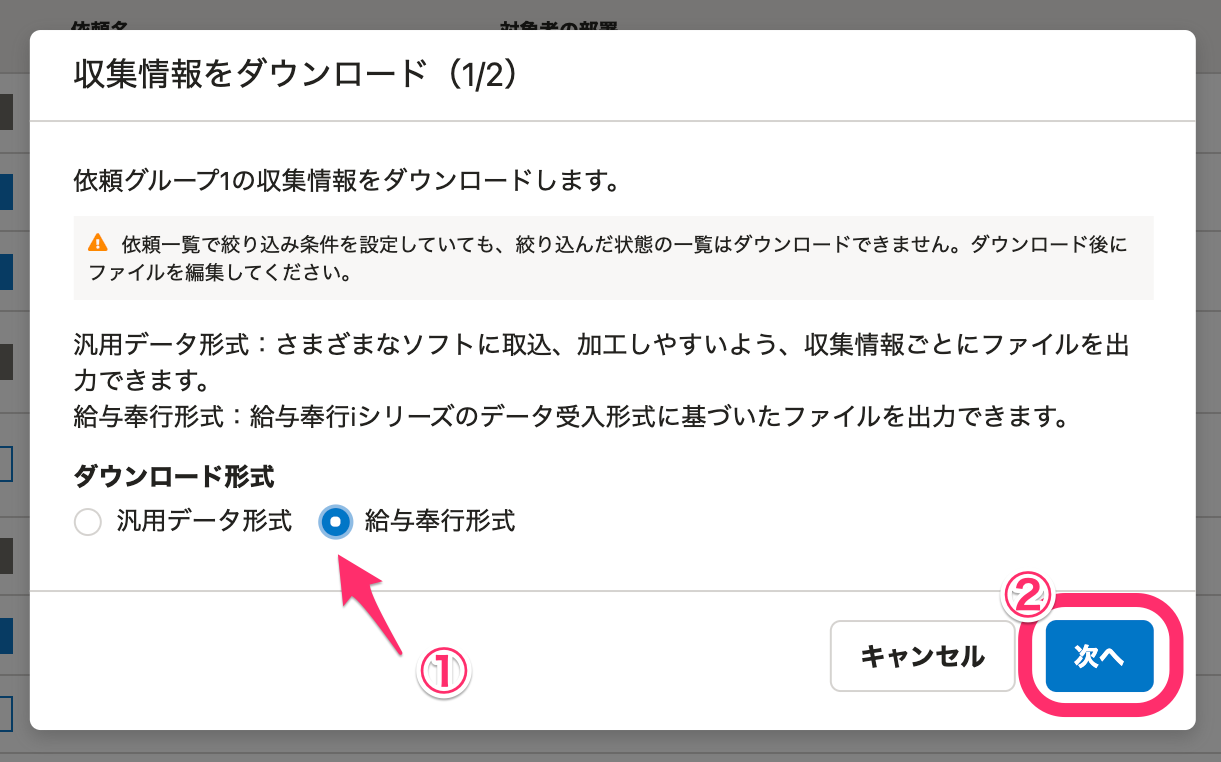 依頼名 対象者の部署
収集情報をダウンロード（1/2）
依頼グループ1の収集情報をダウンロードします。
依頼一覧で絞り込み条件を設定していても、絞り込んだ状態の一覧はダウンロードできません。ダウンロード後に
ファイルを編集してください。
汎用データ形式：さまざまなソフトに取込、加工しやすいよう、収集情報ごとにファイルを出
力できます。
給与奉行形式：給与奉行iシリーズのデータ受入形式に基づいたファイルを出力できます。
ダウンロード形式
汎用データ形式 給与奉行形式
①
②
キャンセル 次へ